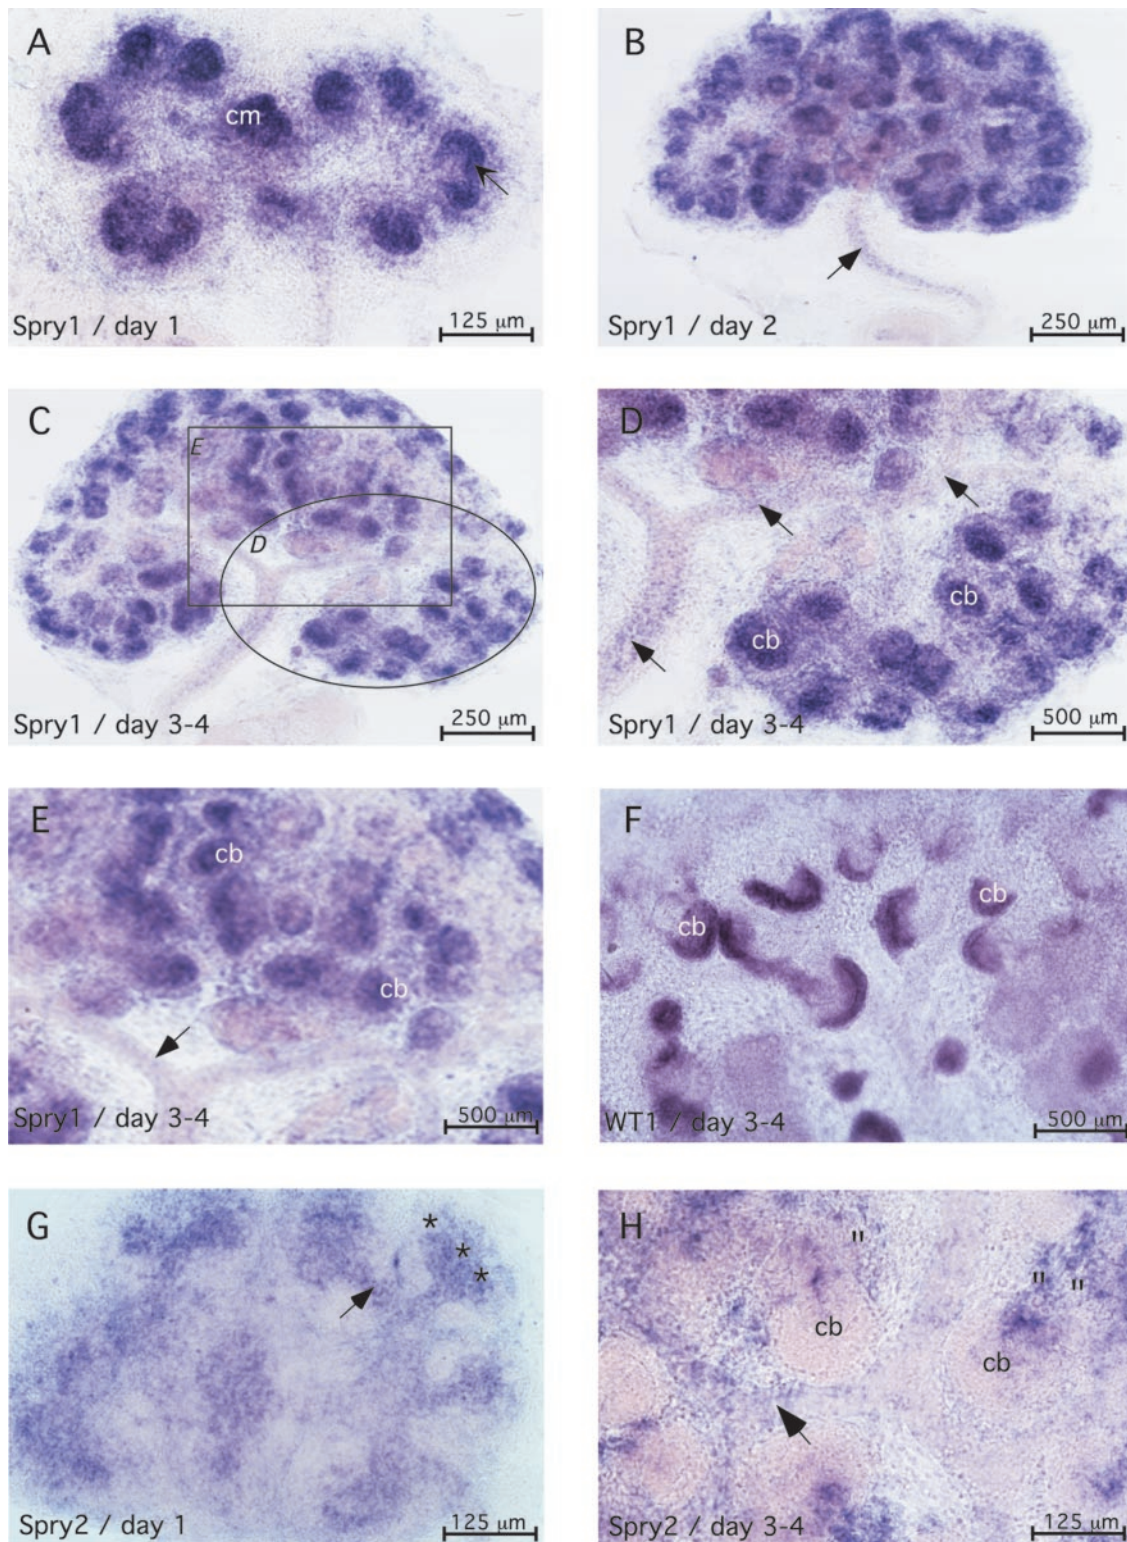 A
cm
Spry1 / day 1
125 μm
B
Spry1 / day 2
250 μm
C
E
D
Spry1 / day 3-4
250 μm
D
cb
cb
Spry1 / day 3-4
500 μm
E
cb
cb
Spry1 / day 3-4
500 μm
F
cb
cb
WT1 / day 3-4
500 μm
G
*
*
*
Spry2 / day 1
125 μm
H
"
" "
cb
cb
Spry2 / day 3-4
125 μm